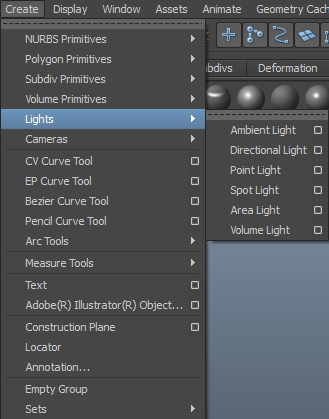 Create Display Window Assets Animate Geometry Cach
NURBS Primitives
Polygon Primitives
Subdiv Primitives
Volume Primitives
Lights
Cameras
CV Curve Tool
EP Curve Tool
Bezier Curve Tool
Pencil Curve Tool
Arc Tools
Measure Tools
Text
Adobe(R) Illustrator(R) Object...
Construction Plane
Locator
Annotation...
Empty Group
Sets
bdivs Deformation
Ambient Light
Directional Light
Point Light
Spot Light
Area Light
Volume Light